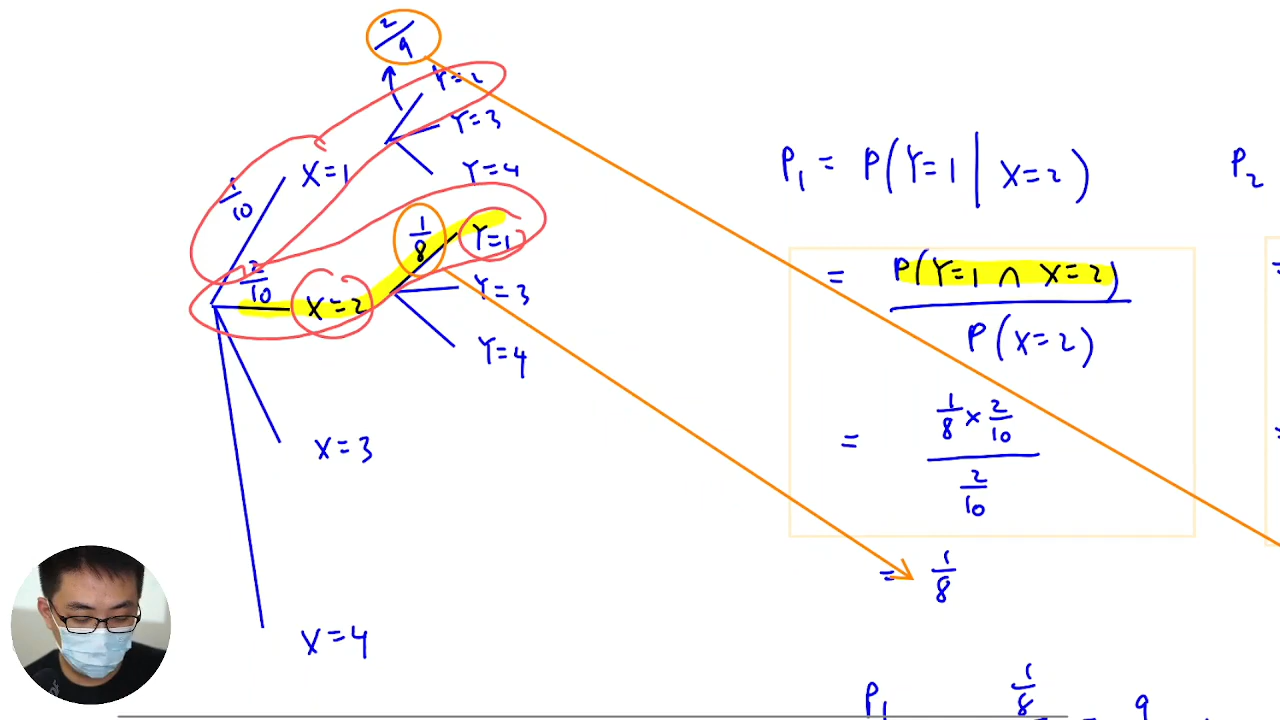 2/9
Y=2
Y=3
X=1
Y=4
1/10
1/8
Y=1
2/10
X=2
Y=3
Y=4
X=3
X=4
P₁ = P(Y=1 | X=2)
= P(Y=1 ∩ X=2) / P(X=2)
= 1/8 × 2/10 / 2/10
= 1/8
P₂
=
=
P₁ 1/8 = 9